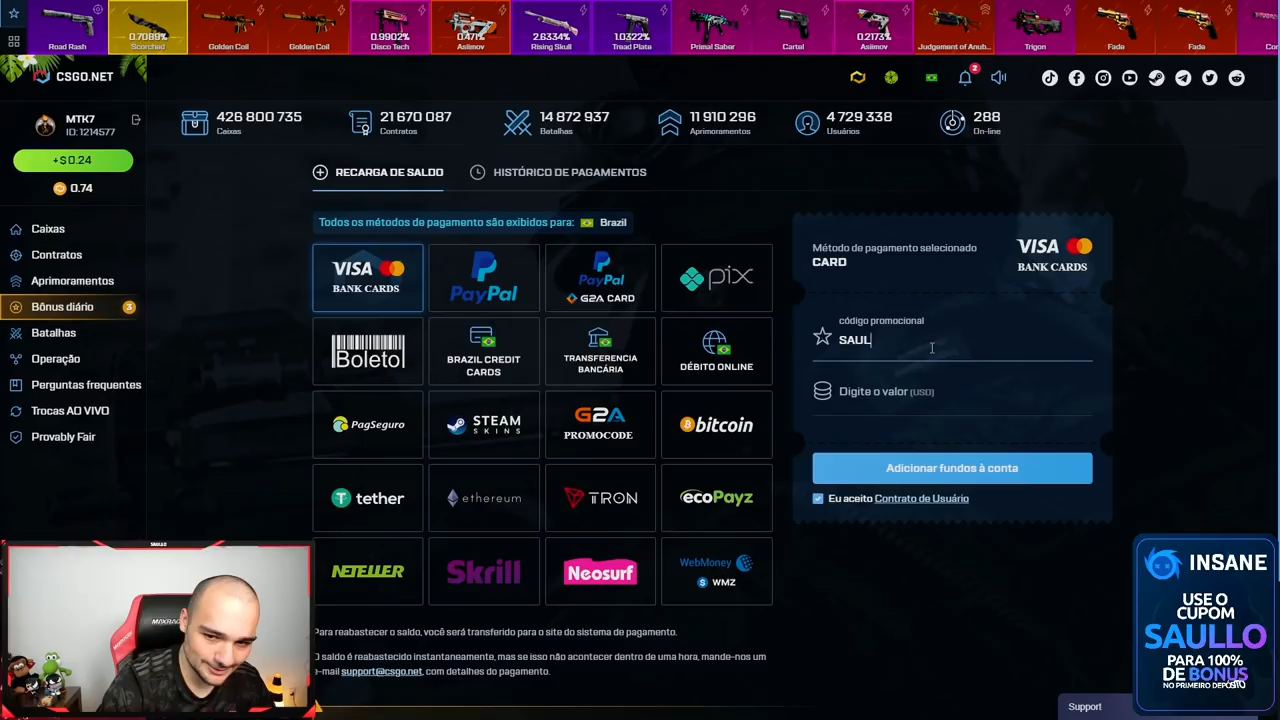 Road Rash
0.7089%
Scorched
Golden Coil
Golden Coil
0.9902%
Disco Tech
0.471%
Asiimov
2.6334%
Rising Skull
1.0322%
Tread Plate
Primal Saber
Cartel
0.2173%
Asiimov
Judgement of Anub...
Trigon
Fade
Fade
CSGO.NET
2
MTK7
ID: 1214577
+$ 0.24
0.74
426 800 735
Caixas
21 670 087
Contratos
14 872 937
Batalhas
11 910 296
Aprimoramentos
4 729 338
Usuários
288
On-line
Caixas
Contratos
Aprimoramentos
Bônus diário 3
Batalhas
Operação
Perguntas frequentes
Trocas AO VIVO
Provably Fair
RECARGA DE SALDO
HISTÓRICO DE PAGAMENTOS
Todos os métodos de pagamento são exibidos para: Brazil
VISA
BANK CARDS
PayPal
PayPal
G2A CARD
pix
Boleto
BRAZIL CREDIT
CARDS
TRANSFERENCIA
BANCÁRIA
DÉBITO ONLINE
PagSeguro
STEAM
SKINS
G2A
PROMOCODE
bitcoin
tether
ethereum
TRON
ecoPayz
NETELLER
Skrill
Neosurf
WebMoney
WMZ
Para reabastecer o saldo, você será transferido para o site do sistema de pagamento.
O saldo é reabastecido instantaneamente, mas se isso não acontecer dentro de uma hora, mande-nos um
e-mail support@csgo.net, com detalhes do pagamento.
Método de pagamento selecionado
CARD
VISA
BANK CARDS
código promocional
SAUL
Digite o valor (USD)
Adicionar fundos à conta
Eu aceito Contrato de Usuário
SAULLO
INSANE
USE O
CUPOM
SAULLO
PARA 100%
DE BONUS
NO PRIMEIRO DEPÓSITO
Support